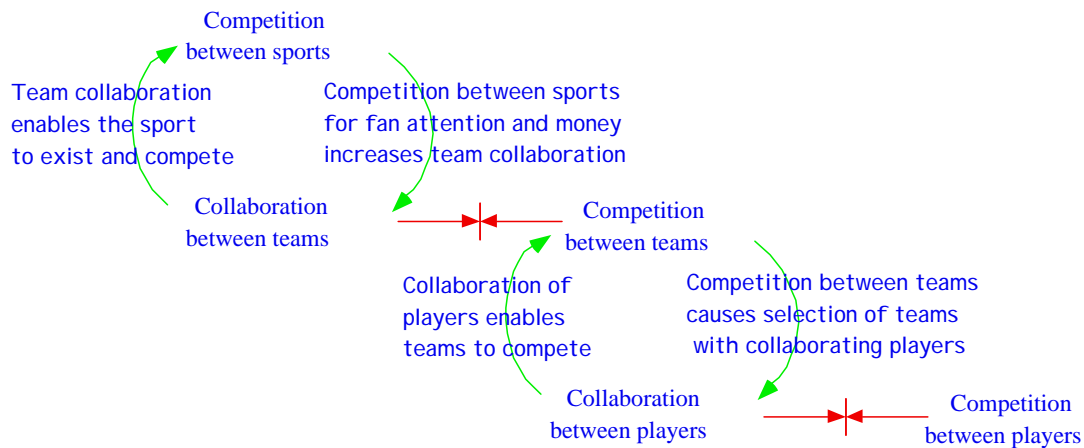 Competition
between sports
Team collaboration
enables the sport
to exist and compete
Competition between sports
for fan attention and money
increases team collaboration
Collaboration
between teams
Competition
between teams
Collaboration of
players enables
teams to compete
Competition between teams
causes selection of teams
with collaborating players
Collaboration
between players
Competition
between players